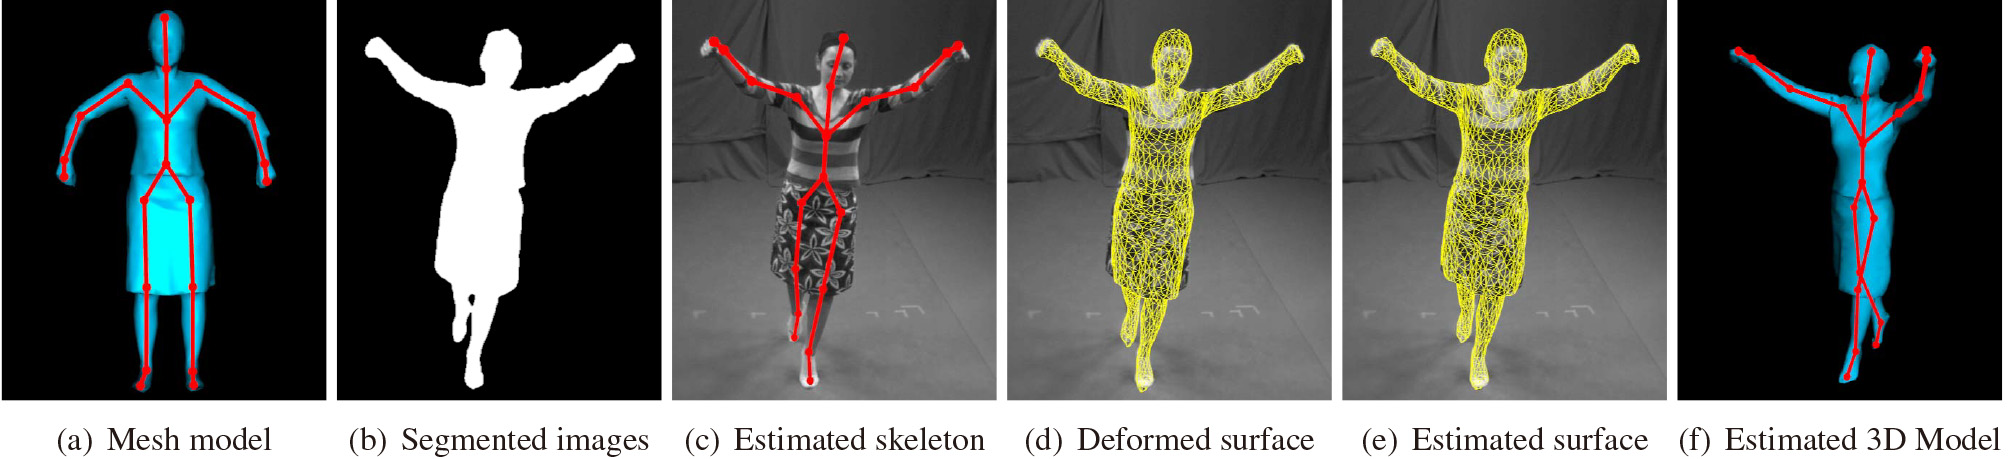 (a) Mesh model
(b) Segmented images
(c) Estimated skeleton
(d) Deformed surface
(e) Estimated surface
(f) Estimated 3D Model